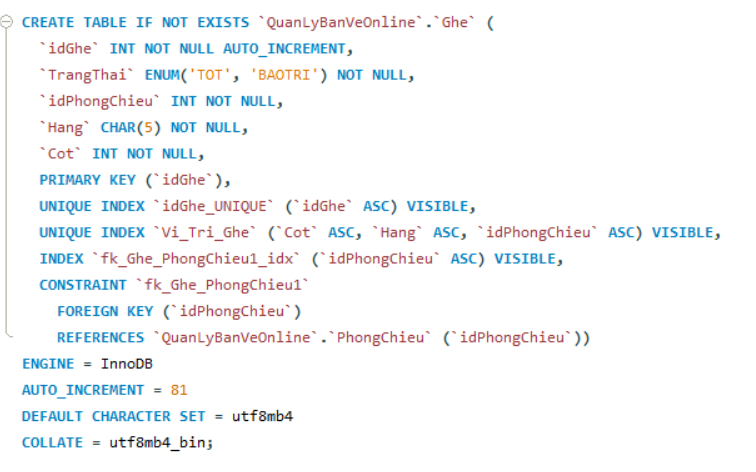 CREATE TABLE IF NOT EXISTS `QuanLyBanVeOnline`.`Ghe` (
`idGhe` INT NOT NULL AUTO_INCREMENT,
`TrangThai` ENUM('TOT', 'BAOTRI') NOT NULL,
`idPhongChieu` INT NOT NULL,
`Hang` CHAR(5) NOT NULL,
`Cot` INT NOT NULL,
PRIMARY KEY (`idGhe`),
UNIQUE INDEX `idGhe_UNIQUE` (`idGhe` ASC) VISIBLE,
UNIQUE INDEX `Vi_Tri_Ghe` (`Cot` ASC, `Hang` ASC, `idPhongChieu` ASC) VISIBLE,
INDEX `fk_Ghe_PhongChieu1_idx` (`idPhongChieu` ASC) VISIBLE,
CONSTRAINT `fk_Ghe_PhongChieu1`
FOREIGN KEY (`idPhongChieu`)
REFERENCES `QuanLyBanVeOnline`.`PhongChieu` (`idPhongChieu`))
ENGINE = InnoDB
AUTO_INCREMENT = 81
DEFAULT CHARACTER SET = utf8mb4
COLLATE = utf8mb4_bin;